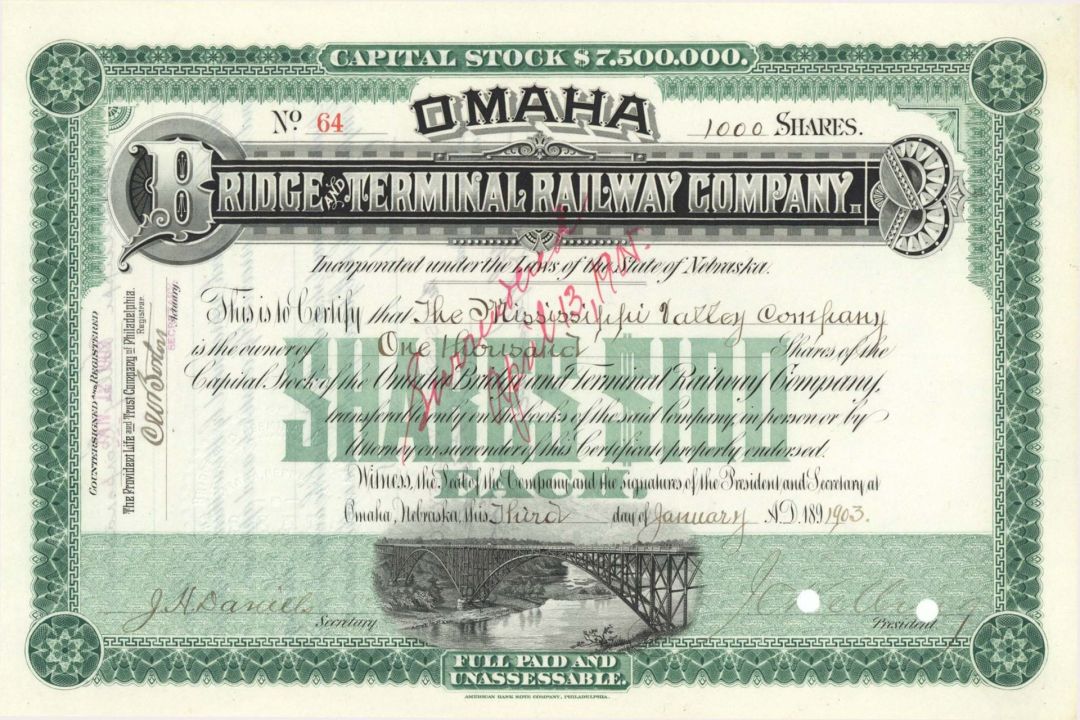 CAPITAL STOCK $7.500.000.
OMAHA
No 64
1000 SHARES.
BRIDGE AND TERMINAL RAILWAY COMPANY.
Incorporated under the Laws of the State of Nebraska.
This is to Certify that The Mississippi Valley Company
is the owner of One thousand Shares of the
Capital Stock of the Omaha Bridge and Terminal Railway Company,
transferable only on the books of the said Company in person or by
Attorney on surrender of this Certificate properly endorsed.
Witness, the Seal of the Company and the signatures of the President and Secretary at
Omaha, Nebraska, this Third day of January A.D. 189 1903.
SHARES $100
EACH.
Surrendered
April 13,
COUNTERSIGNED AND REGISTERED
The Provident Life and Trust Company of Philadelphia.
Registrar.
J H Daniels
Secretary
President
FULL PAID AND
UNASSESSABLE.
AMERICAN BANK NOTE COMPANY, PHILADELPHIA.